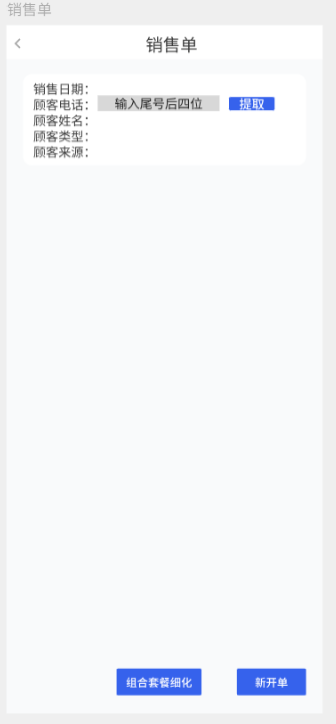 销售单
销售单
销售日期：
顾客电话： 输入尾号后四位 提取
顾客姓名：
顾客类型：
顾客来源：
组合套餐细化 新开单